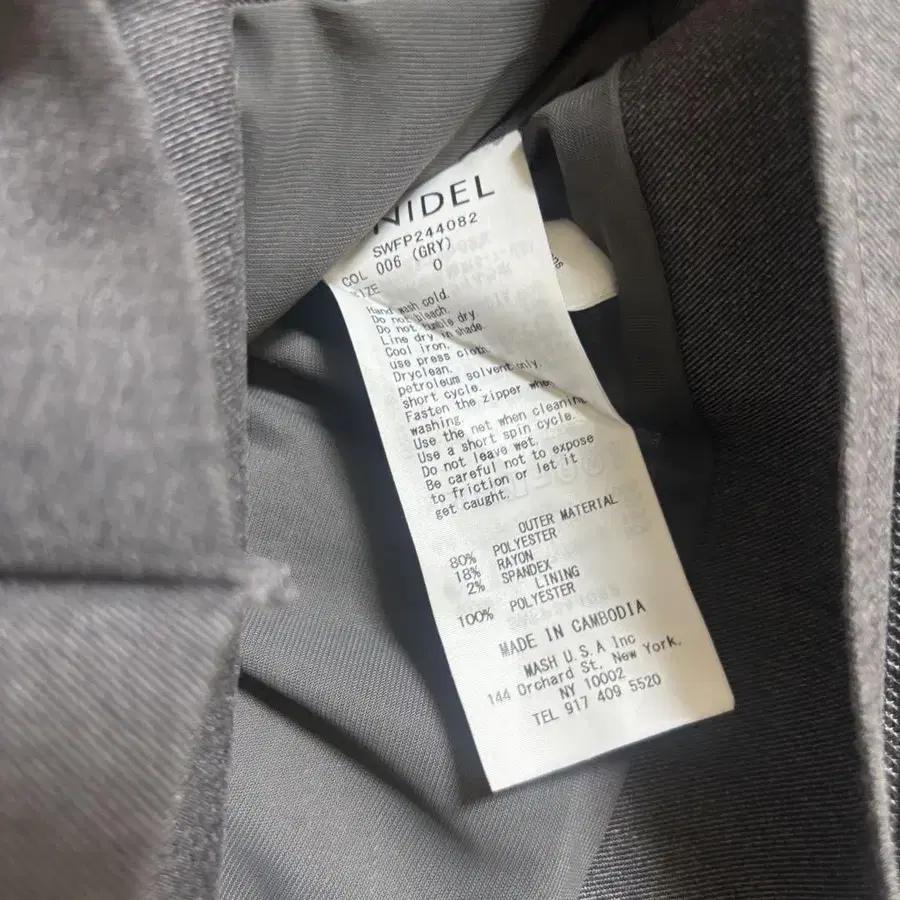 NIDEL
SWFP244082
COL 006 (GRY)
IZE 0
Hand wash cold.
Do not bleach.
Do not tumble dry
Line dry in shade.
Cool iron.
use press cloth
Dryclean.
petroleum solvent only.
short cycle.
Fasten the zipper when
washing.
Use the net when cleaning
Use a short spin cycle.
Do not leave wet.
Be careful not to expose
to friction or let it
get caught.
OUTER MATERIAL
80% POLYESTER
18% RAYON
2% SPANDEX
LINING
100% POLYESTER
MADE IN CAMBODIA
MASH U.S.A Inc
144 Orchard St, New York,
NY 10002
TEL 917 409 5520